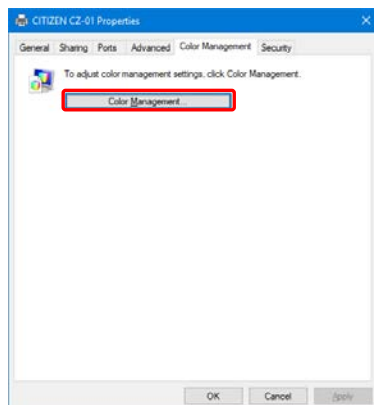 CITIZEN CZ-01 Properties
General Sharing Ports Advanced Color Management Security
To adjust color management settings, click Color Management.
Color Management...
OK Cancel Apply